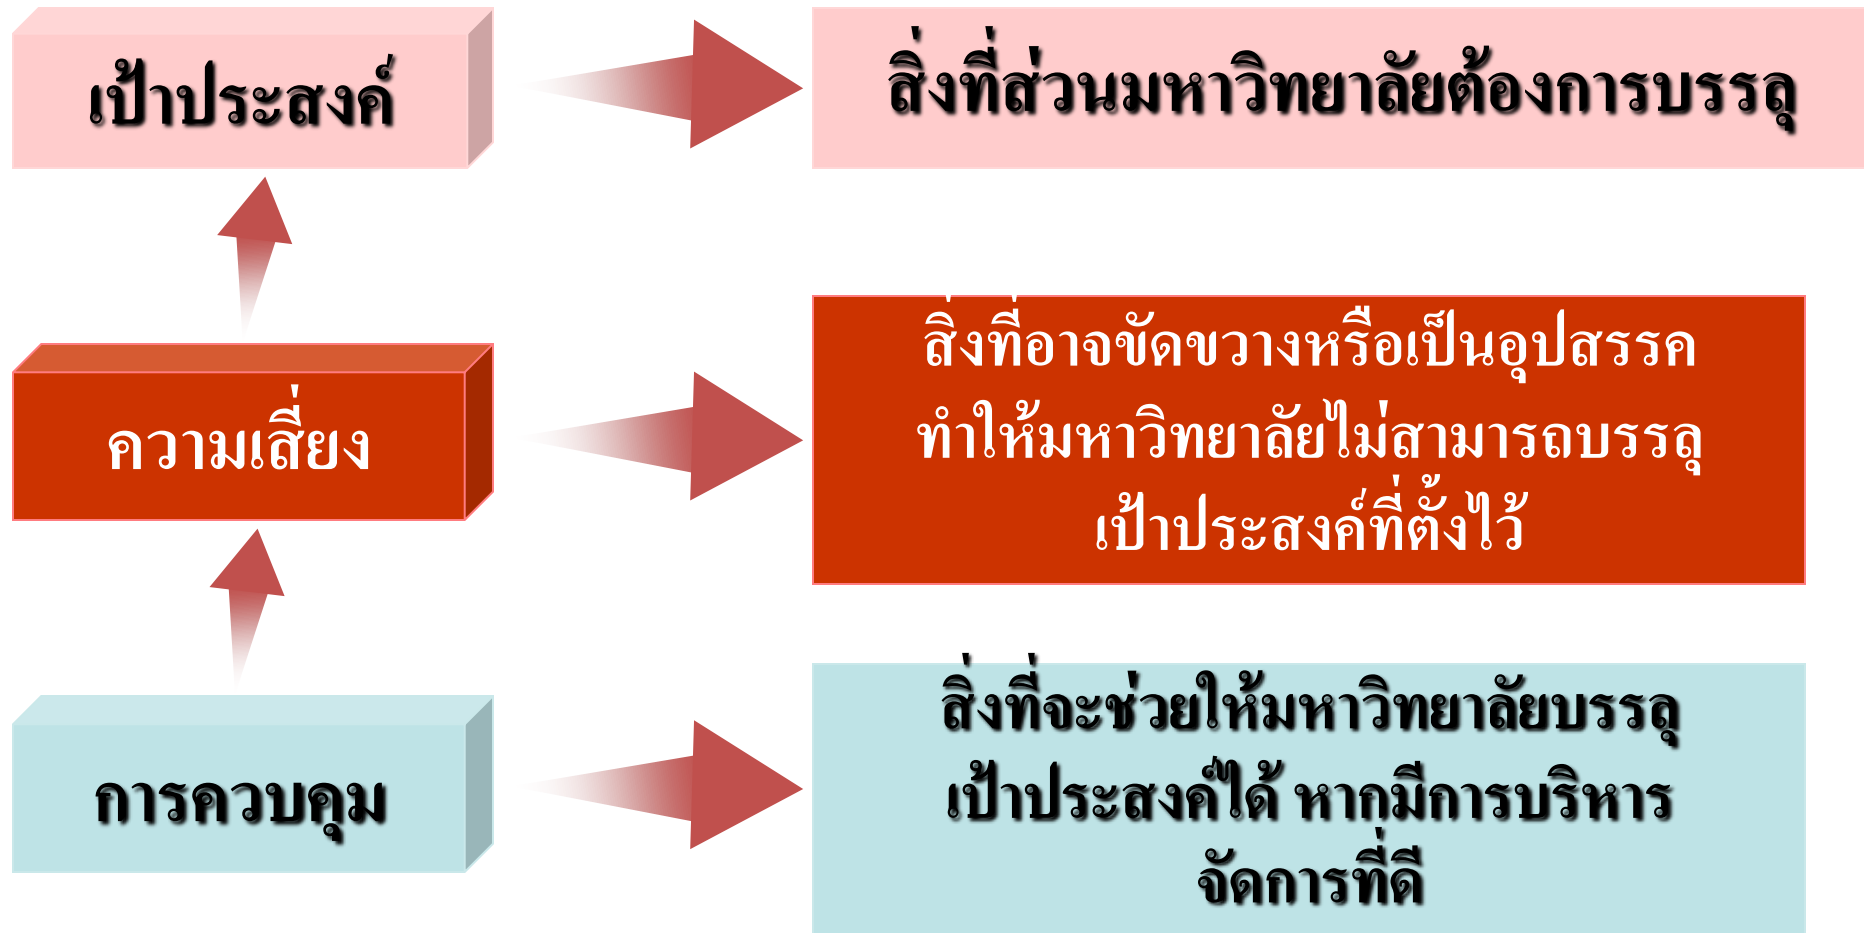 เป้าประสงค์
สิ่งที่ส่วนมหาวิทยาลัยต้องการบรรลุ
ความเสี่ยง
สิ่งที่อาจขัดขวางหรือเป็นอุปสรรค
ทำให้มหาวิทยาลัยไม่สามารถบรรลุ
เป้าประสงค์ที่ตั้งไว้
การควบคุม
สิ่งที่จะช่วยให้มหาวิทยาลัยบรรลุ
เป้าประสงค์ได้ หากมีการบริหาร
จัดการที่ดี